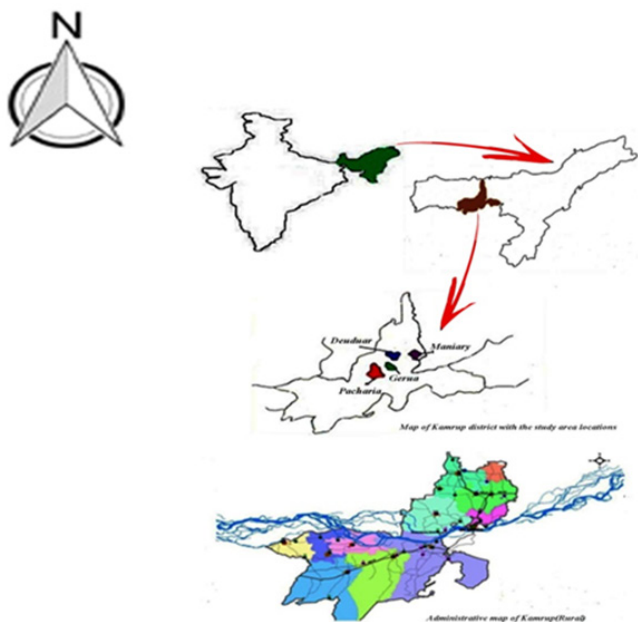 N
Deuduar
Maniary
Gerua
Pacharia
Map of Kamrup district with the study area locations
Administrative map of Kamrup(Rural)